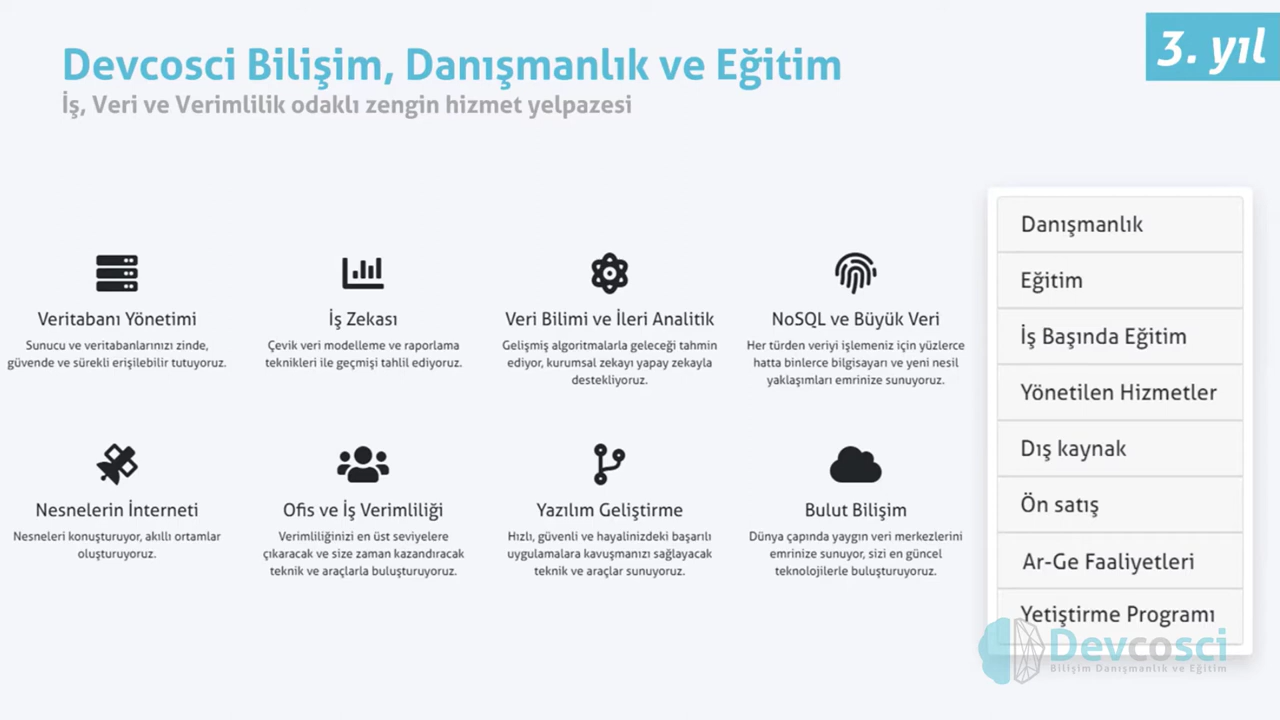 Devcosci Bilişim, Danışmanlık ve Eğitim
3. yıl
İş, Veri ve Verimlilik odaklı zengin hizmet yelpazesi
Veritabanı Yönetimi
Sunucu ve veritabanlarınızı zinde,
güvende ve sürekli erişilebilir tutuyoruz.
İş Zekası
Çevik veri modelleme ve raporlama
teknikleri ile geçmişi tahlil ediyoruz.
Veri Bilimi ve İleri Analitik
Gelişmiş algoritmalarla geleceği tahmin
ediyor, kurumsal zekayı yapay zekayla
destekliyoruz.
NoSQL ve Büyük Veri
Her türden veriyi işlemeniz için yüzlerce
hatta binlerce bilgisayarı ve yeni nesil
yaklaşımları emrinize sunuyoruz.
Nesnelerin İnterneti
Nesneleri konuşturuyor, akıllı ortamlar
oluşturuyoruz.
Ofis ve İş Verimliliği
Verimliliğinizi en üst seviyelere
çıkaracak ve size zaman kazandıracak
teknik ve araçlarla buluşturuyoruz.
Yazılım Geliştirme
Hızlı, güvenli ve hayalinizdeki başarılı
uygulamalara kavuşmanızı sağlayacak
teknik ve araçlar sunuyoruz.
Bulut Bilişim
Dünya çapında yaygın veri merkezlerini
emrinize sunuyor, sizi en güncel
teknolojilerle buluşturuyoruz.
Danışmanlık
Eğitim
İş Başında Eğitim
Yönetilen Hizmetler
Dış kaynak
Ön satış
Ar-Ge Faaliyetleri
Yetiştirme Programı
Devcosci
Bilişim Danışmanlık ve Eğitim